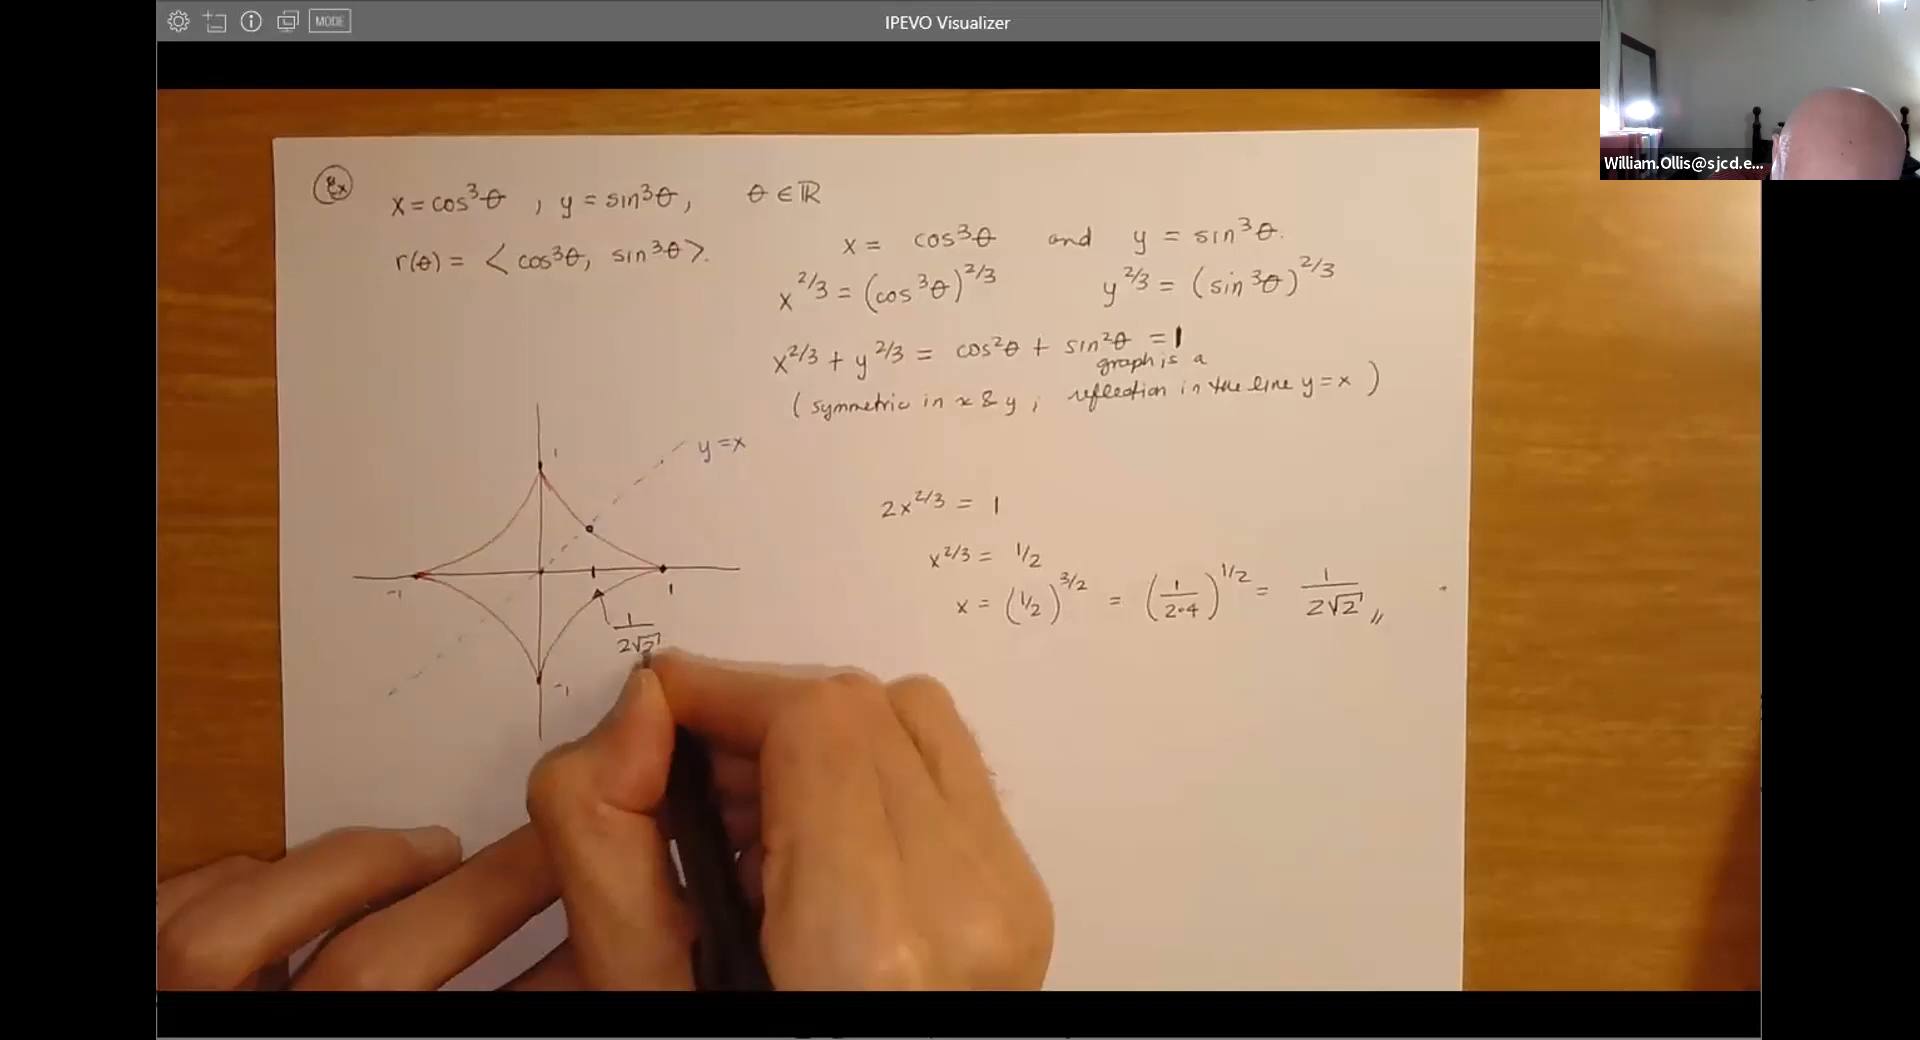 MODE
IPEVO Visualizer
William.Ollis@sjcd.e...
Ex
x = cos³θ , y = sin³θ, θ ∈ ℝ
r(θ) = < cos³θ, sin³θ >.
x = cos³θ and y = sin³θ.
x^2/3 = (cos³θ)^2/3 y^2/3 = (sin³θ)^2/3
x^2/3 + y^2/3 = cos²θ + sin²θ = 1
graph is a
(symmetric in x & y ; reflection in the line y = x)
y = x
1
-1
1
-1
1/2√2
2x^2/3 = 1
x^2/3 = 1/2
x = (1/2)^3/2 = (1/2·4)^1/2 = 1/2√2 //